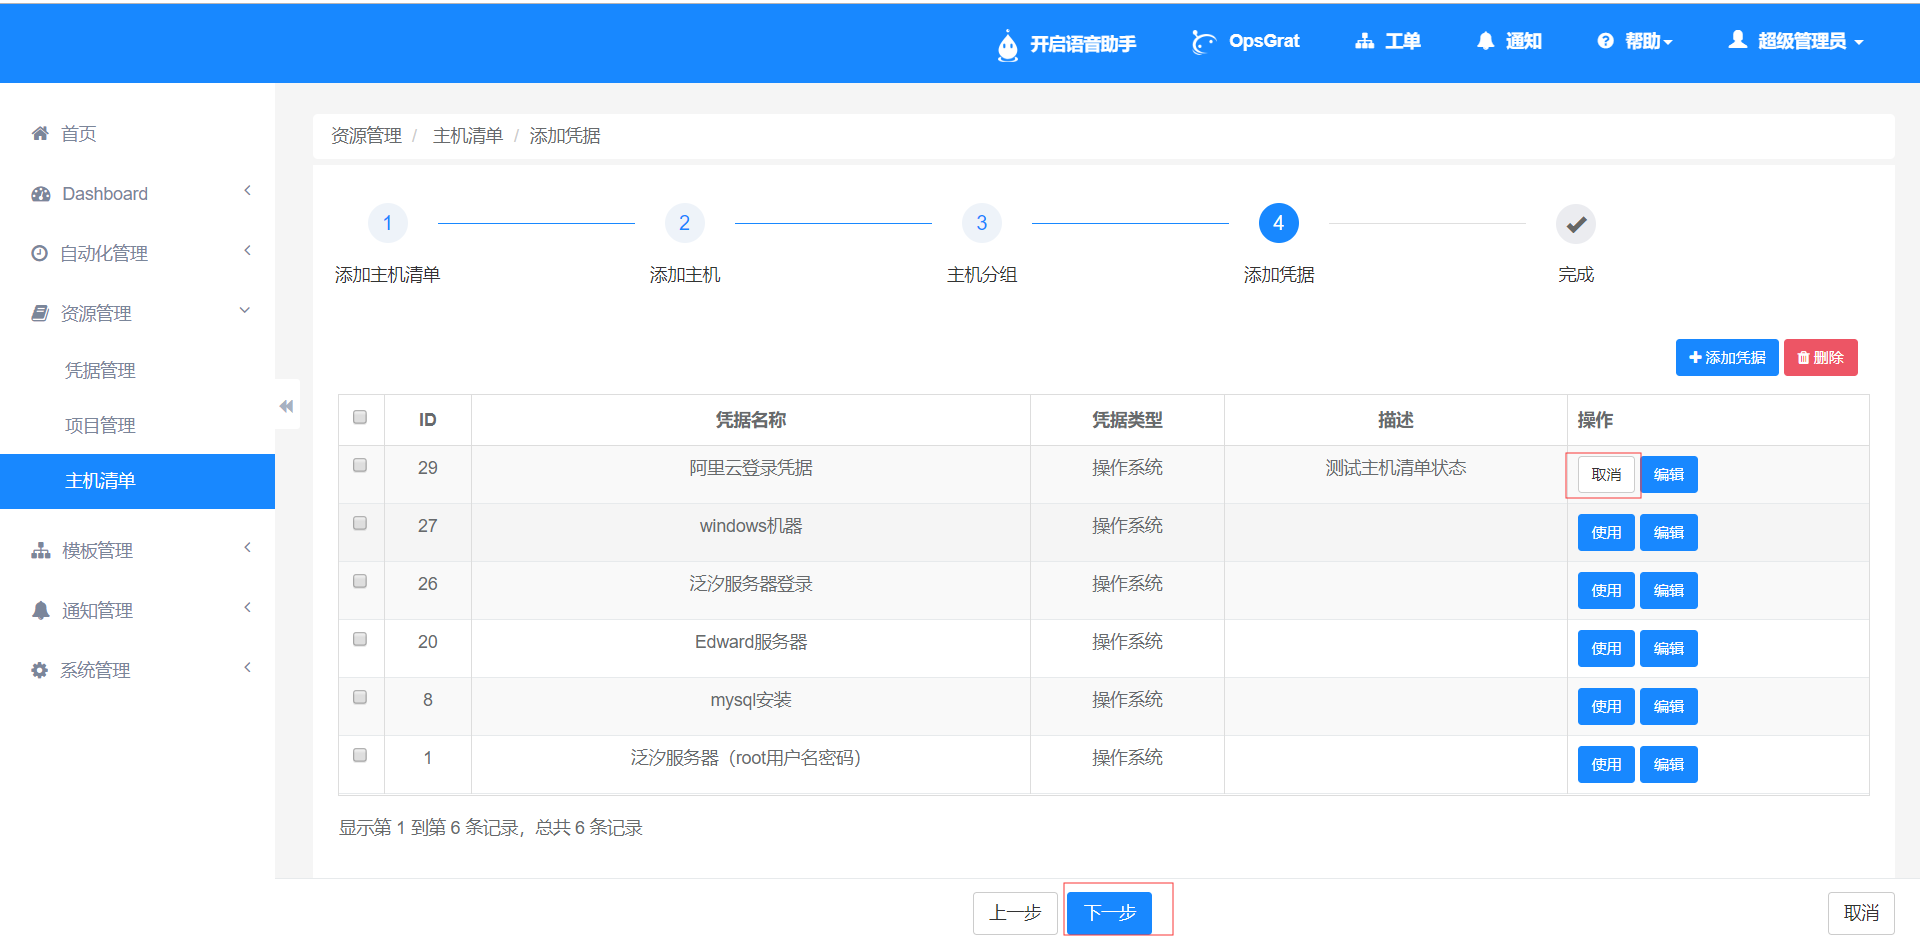 开启语音助手 OpsGrat 工单 通知 帮助 超级管理员
首页
Dashboard
自动化管理
资源管理
凭据管理
项目管理
主机清单
模板管理
通知管理
系统管理
资源管理 / 主机清单 / 添加凭据
1 2 3 4
添加主机清单 添加主机 主机分组 添加凭据 完成
添加凭据 删除
ID 凭据名称 凭据类型 描述 操作
29 阿里云登录凭据 操作系统 测试主机清单状态 取消 编辑
27 windows机器 操作系统 使用 编辑
26 泛汐服务器登录 操作系统 使用 编辑
20 Edward服务器 操作系统 使用 编辑
8 mysql安装 操作系统 使用 编辑
1 泛汐服务器（root用户名密码） 操作系统 使用 编辑
显示第 1 到第 6 条记录，总共 6 条记录
上一步 下一步 取消